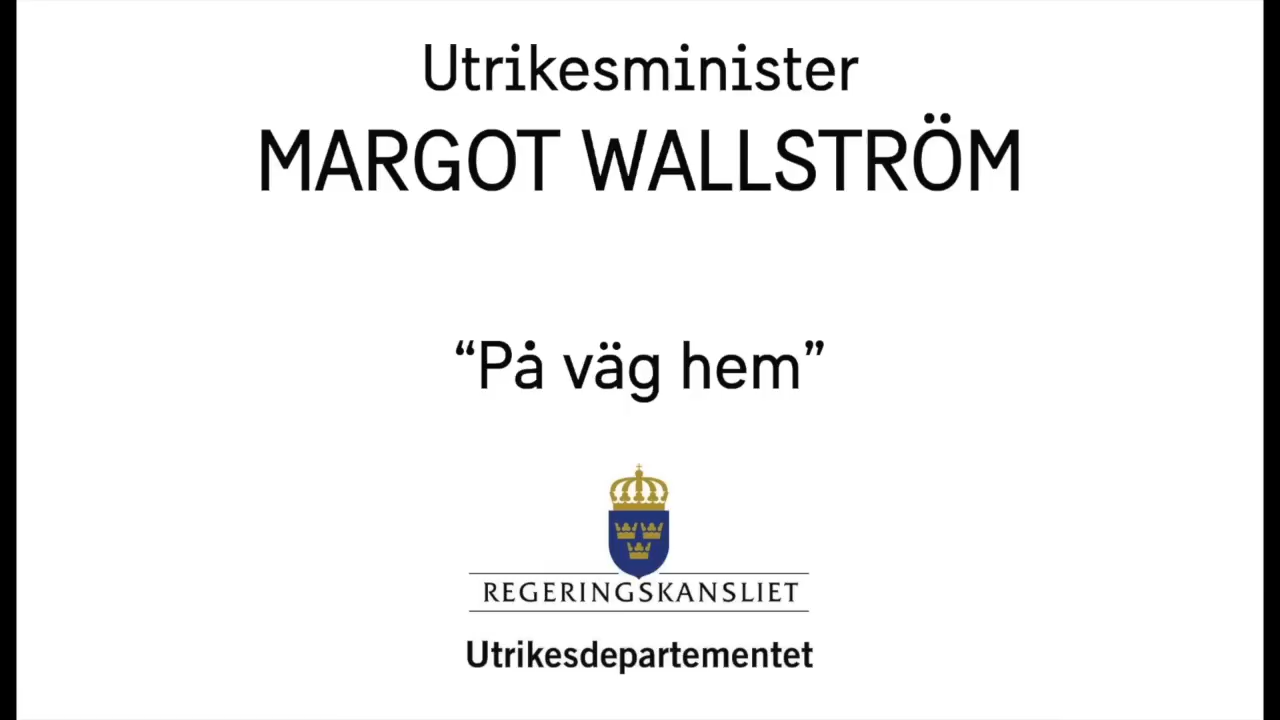 Utrikesminister
MARGOT WALLSTRÖM
“På väg hem”
REGERINGSKANSLIET
Utrikesdepartementet